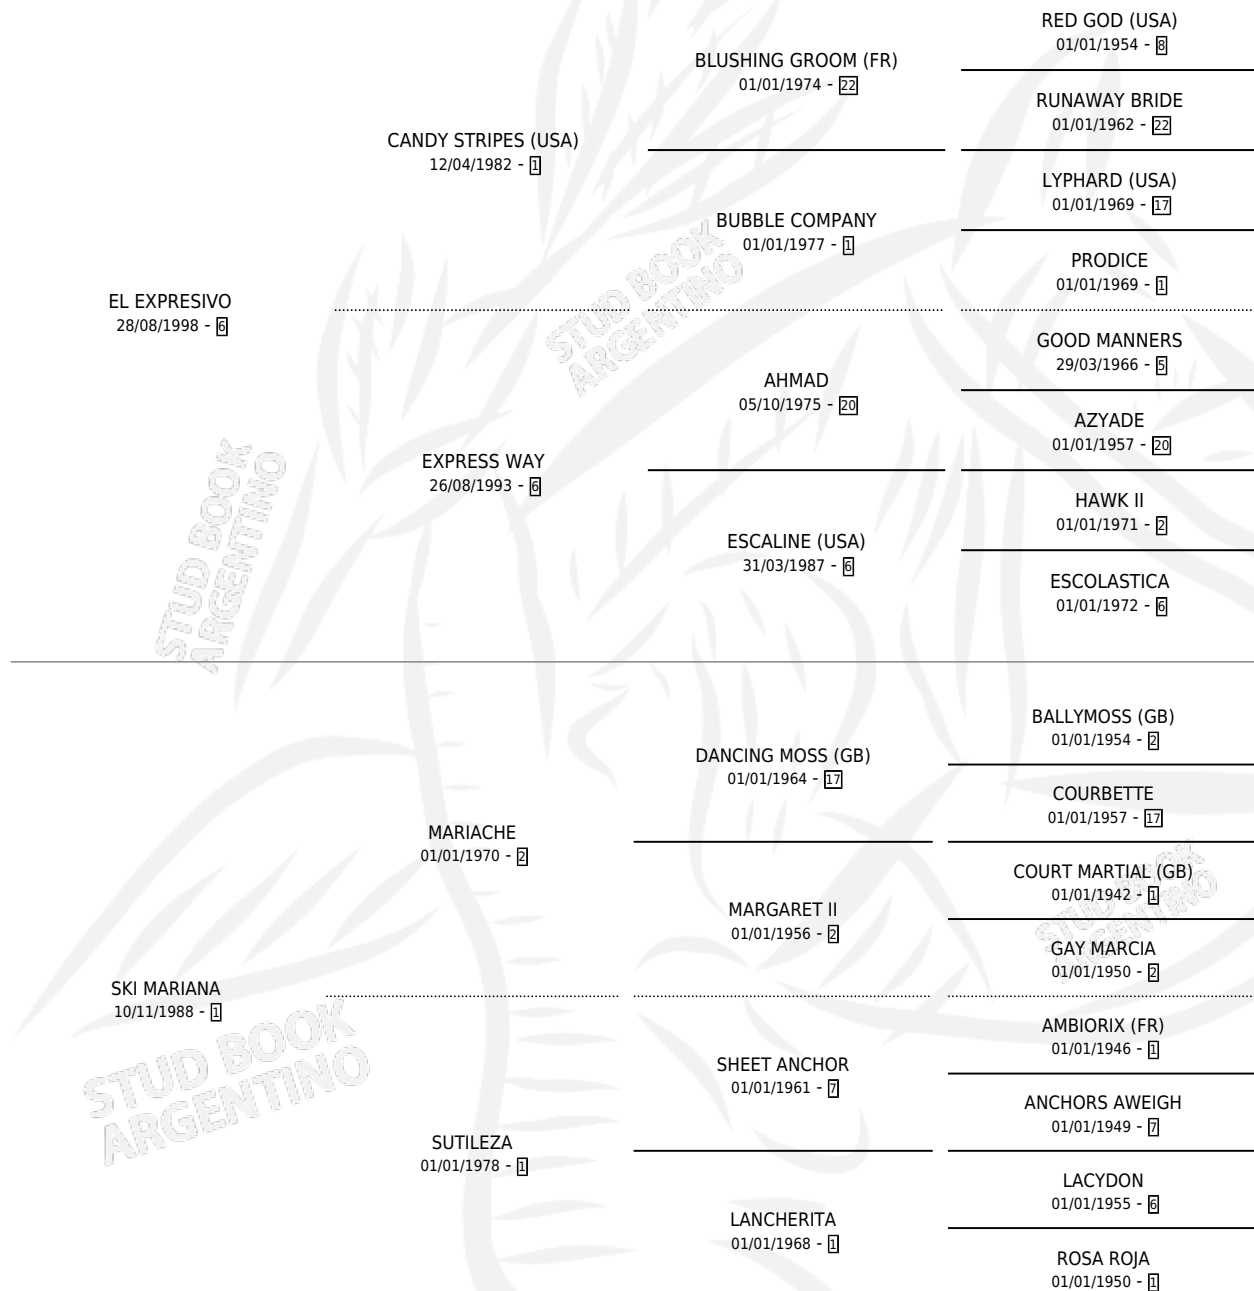 RED GOD (USA)
01/01/1954 - 8
BLUSHING GROOM (FR)
01/01/1974 - 22
RUNAWAY BRIDE
01/01/1962 - 22
CANDY STRIPES (USA)
12/04/1982 - 1
LYPHARD (USA)
01/01/1969 - 17
BUBBLE COMPANY
01/01/1977 - 1
PRODICE
01/01/1969 - 1
EL EXPRESIVO
28/08/1998 - 6
STUD BOOK
ARGENTINO
GOOD MANNERS
29/03/1966 - 5
AHMAD
05/10/1975 - 20
AZYADE
01/01/1957 - 20
EXPRESS WAY
26/08/1993 - 6
HAWK II
01/01/1971 - 2
ESCALINE (USA)
31/03/1987 - 6
ESCOLASTICA
01/01/1972 - 6
STUD BOOK
ARGENTINO
BALLYMOSS (GB)
01/01/1954 - 2
DANCING MOSS (GB)
01/01/1964 - 17
COURBETTE
01/01/1957 - 17
MARIACHE
01/01/1970 - 2
COURT MARTIAL (GB)
01/01/1942 - 1
MARGARET II
01/01/1956 - 2
STUD BOOK
ARGENTINO
GAY MARCIA
01/01/1950 - 2
SKI MARIANA
10/11/1988 - 1
STUD BOOK
ARGENTINO
AMBIORIX (FR)
01/01/1946 - 1
SHEET ANCHOR
01/01/1961 - 7
ANCHORS AWEIGH
01/01/1949 - 7
SUTILEZA
01/01/1978 - 1
LACYDON
01/01/1955 - 6
LANCHERITA
01/01/1968 - 1
ROSA ROJA
01/01/1950 - 1